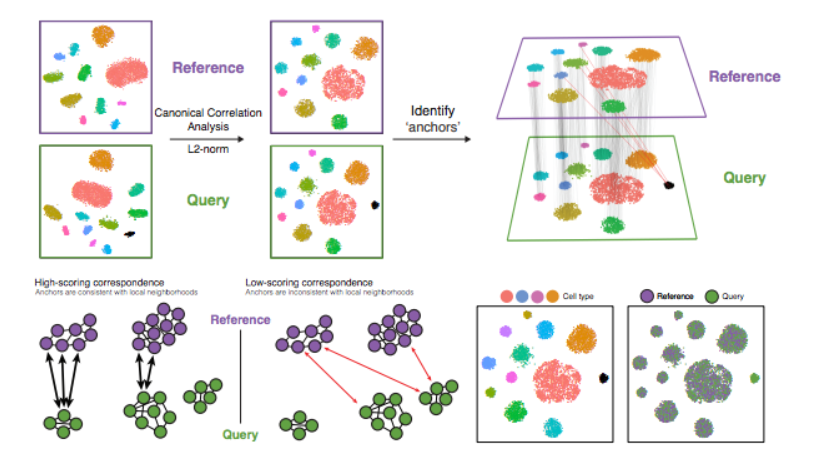 Reference
Canonical Correlation
Analysis
L2-norm
Query
Identify
‘anchors’
Reference
Query
High-scoring correspondence
Anchors are consistent with local neighborhoods
Low-scoring correspondence
Anchors are inconsistent with local neighborhoods
Reference
Query
Cell type
Reference
Query